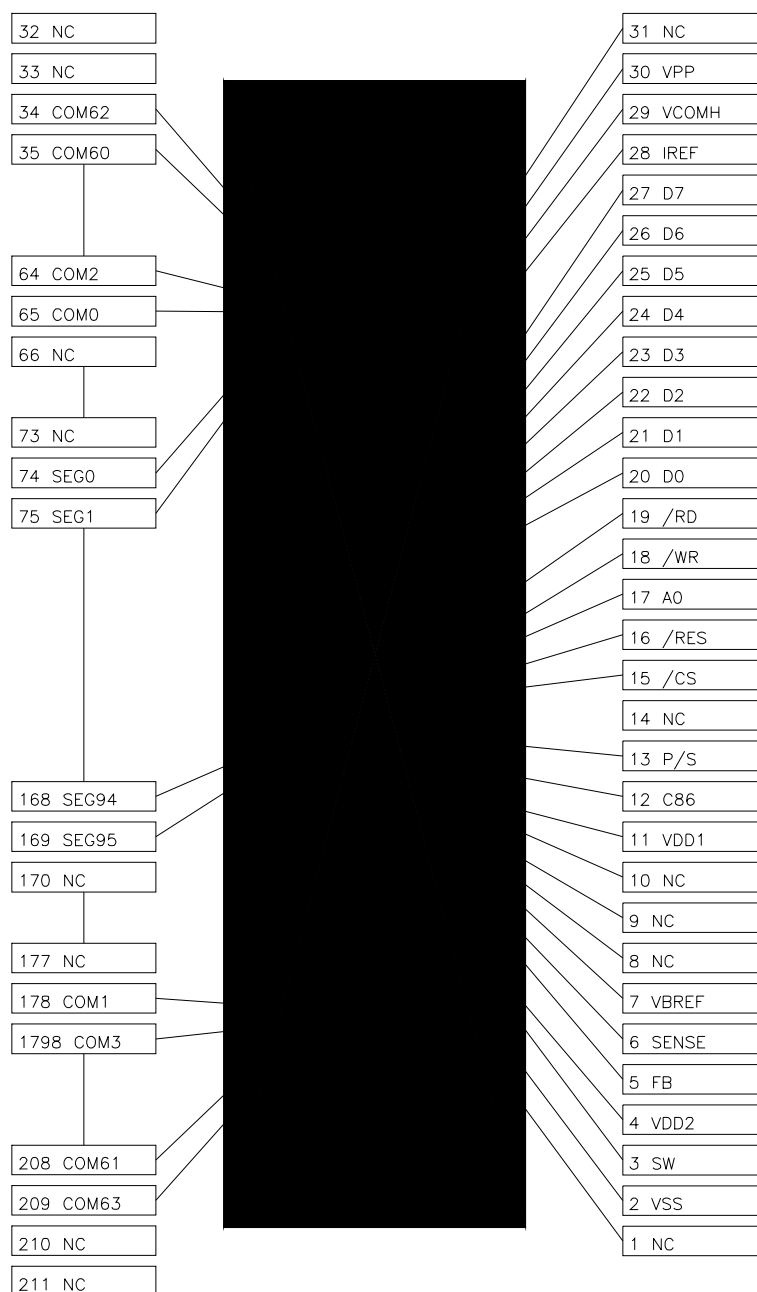 32 NC
33 NC
34 COM62
35 COM60
64 COM2
65 COM0
66 NC
73 NC
74 SEG0
75 SEG1
168 SEG94
169 SEG95
170 NC
177 NC
178 COM1
1798 COM3
208 COM61
209 COM63
210 NC
211 NC
31 NC
30 VPP
29 VCOMH
28 IREF
27 D7
26 D6
25 D5
24 D4
23 D3
22 D2
21 D1
20 D0
19 /RD
18 /WR
17 A0
16 /RES
15 /CS
14 NC
13 P/S
12 C86
11 VDD1
10 NC
9 NC
8 NC
7 VBREF
6 SENSE
5 FB
4 VDD2
3 SW
2 VSS
1 NC